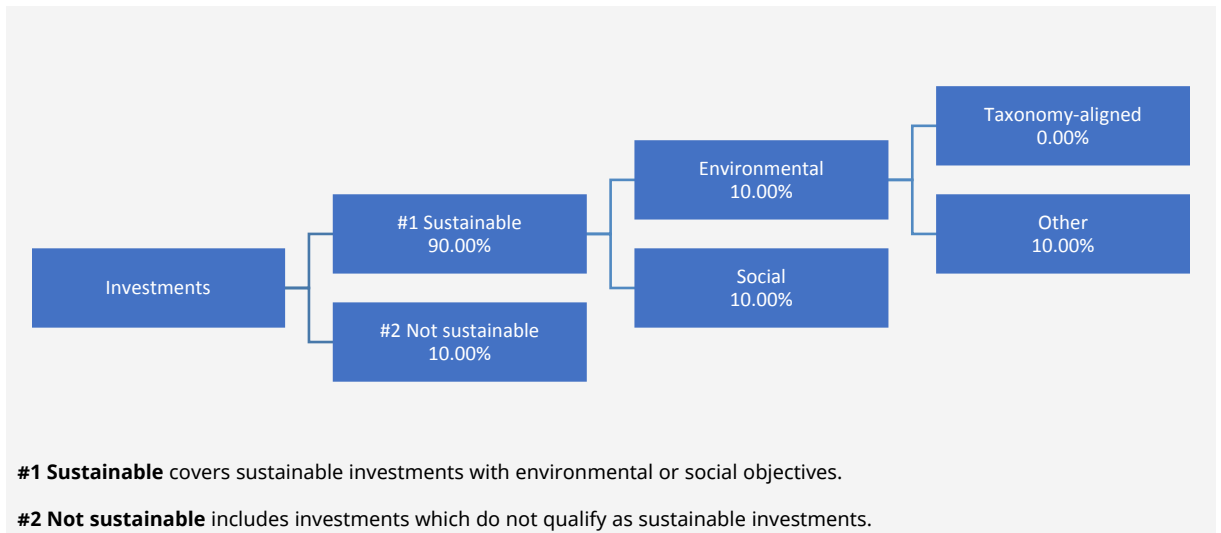 Taxonomy-aligned
0.00%
Environmental
10.00%
#1 Sustainable
90.00%
Other
10.00%
Investments
Social
10.00%
#2 Not sustainable
10.00%
#1 Sustainable covers sustainable investments with environmental or social objectives.
#2 Not sustainable includes investments which do not qualify as sustainable investments.